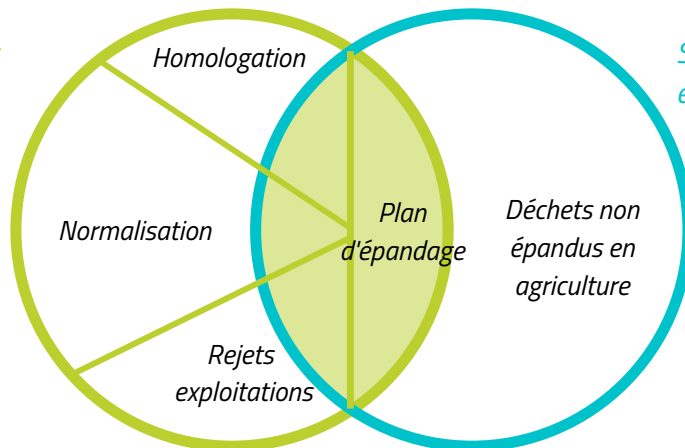 Homologation
Normalisation
Plan
d'épandage
Déchets non
épandus en
agriculture
Rejets
exploitations